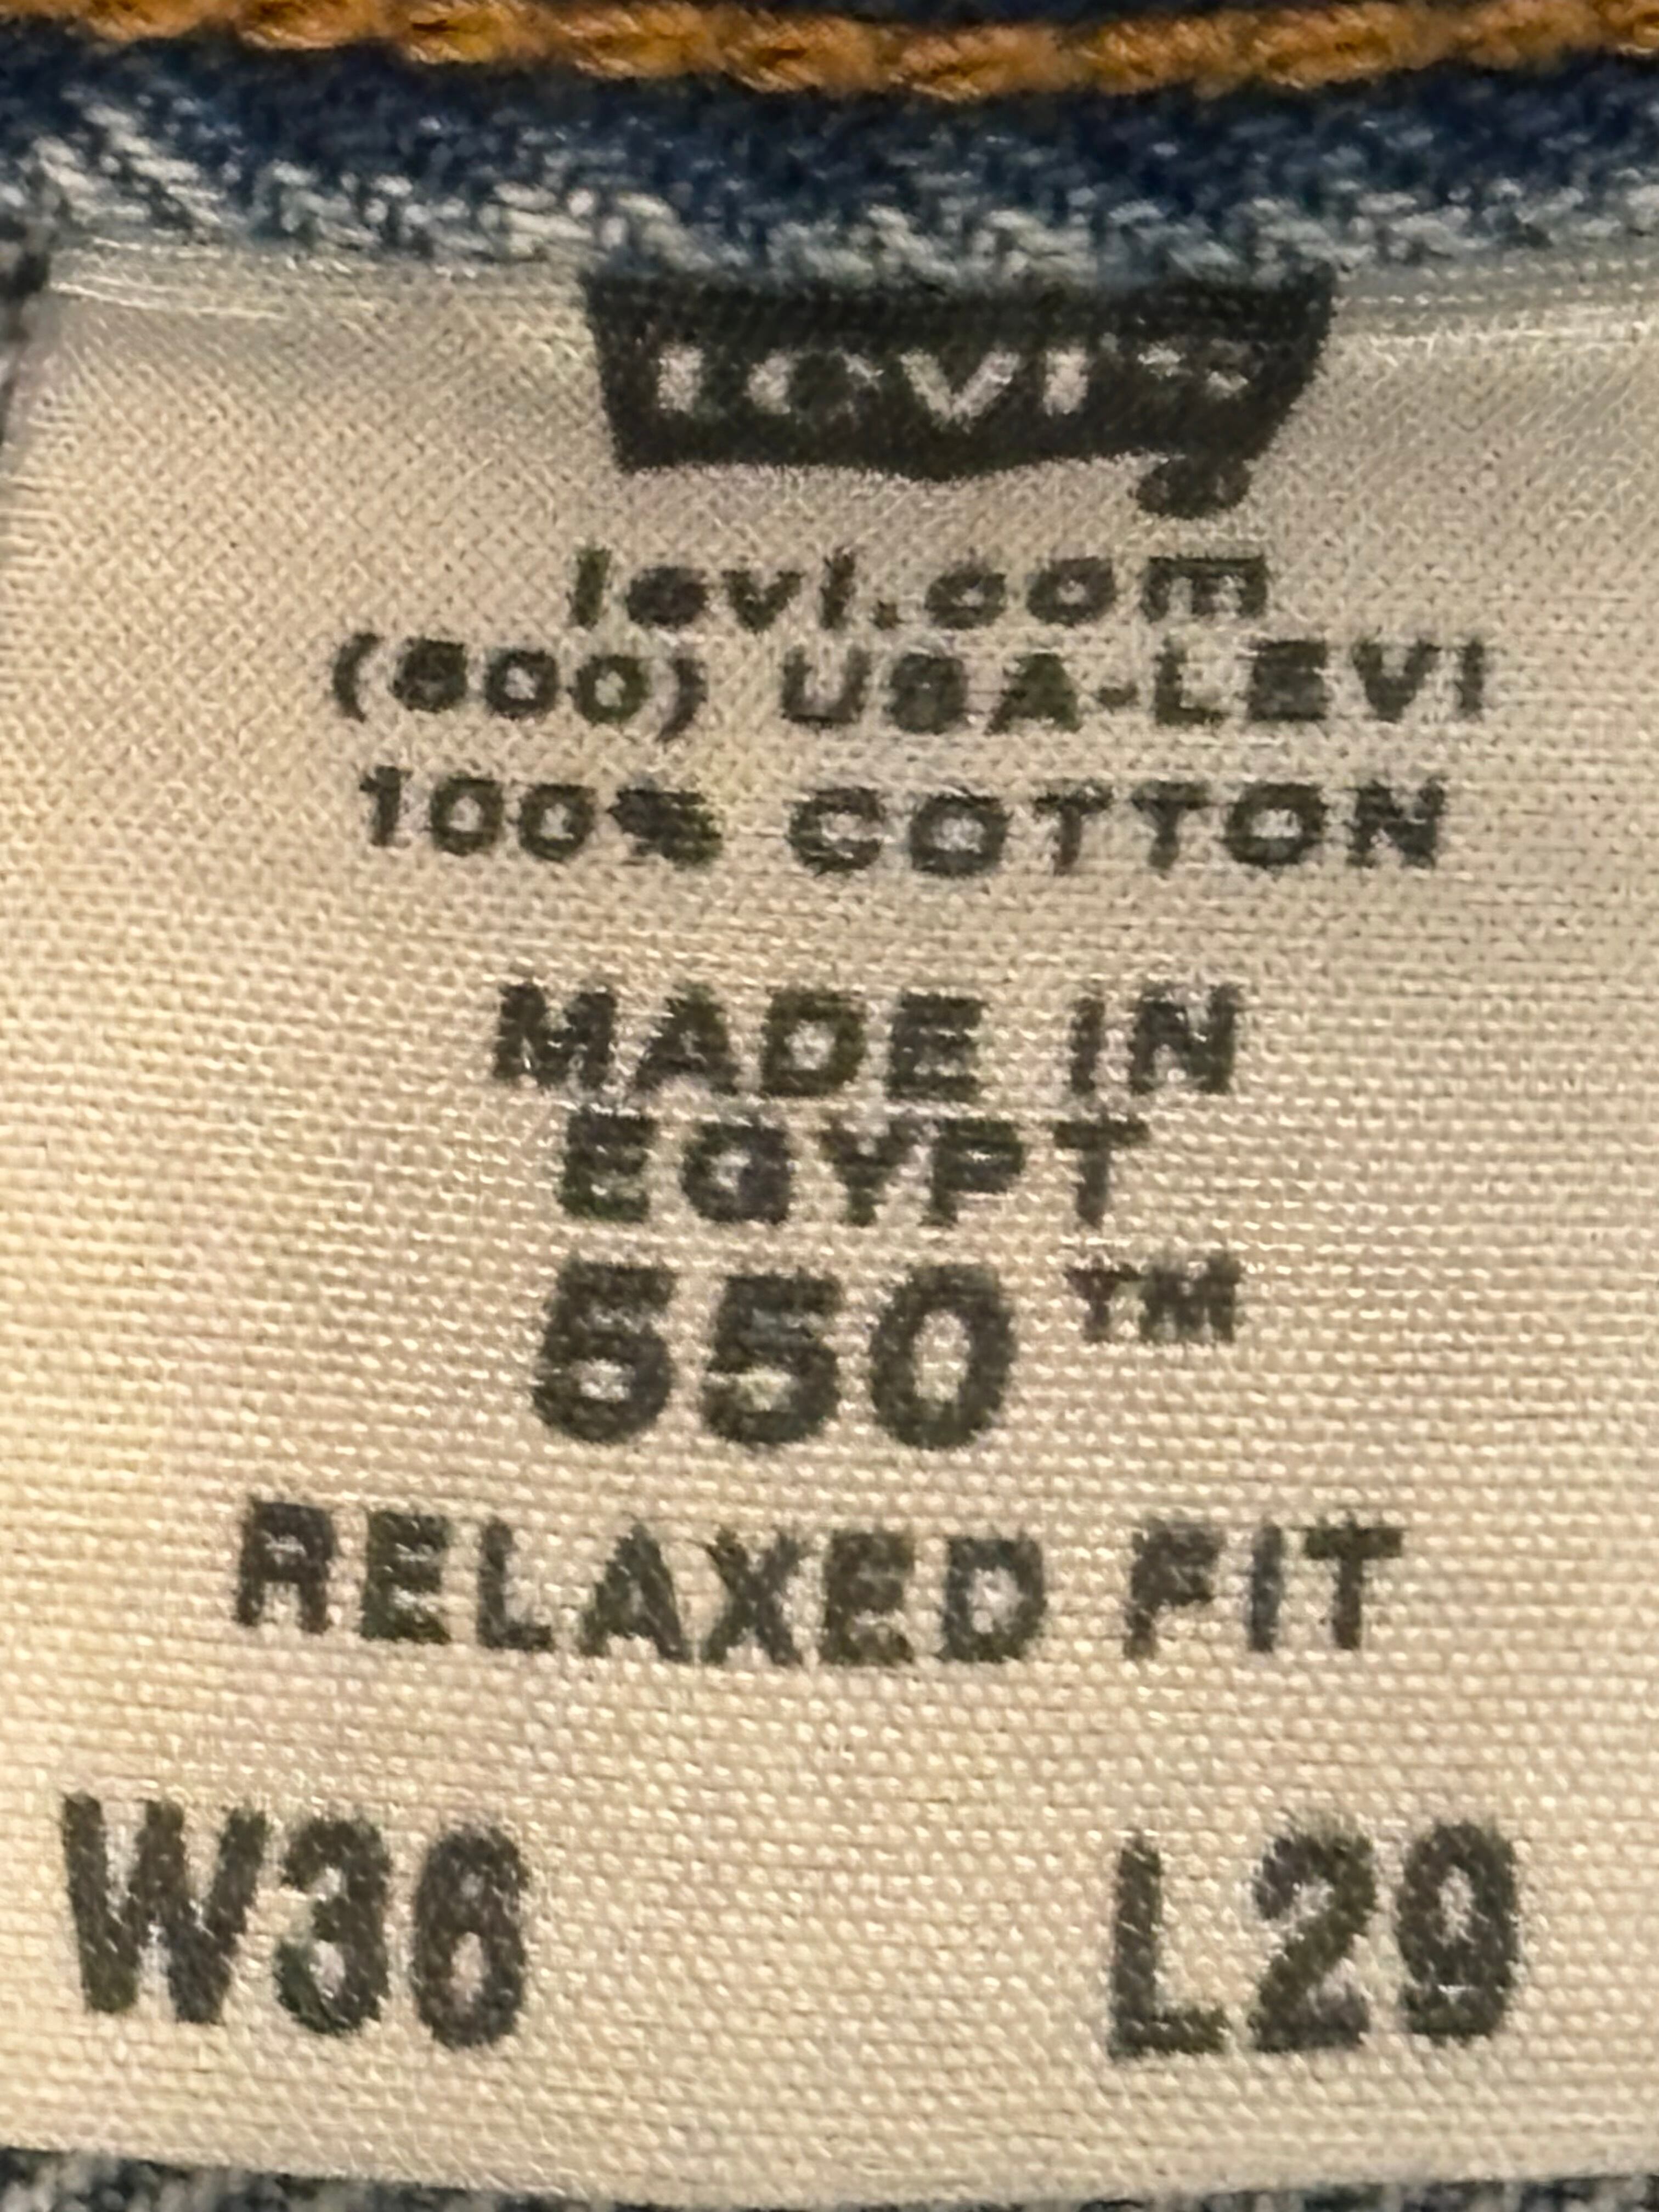 Levi's
levi.com
(800) USA-LEVI
100% COTTON
MADE IN
EGYPT
550™
RELAXED FIT
W36 L29